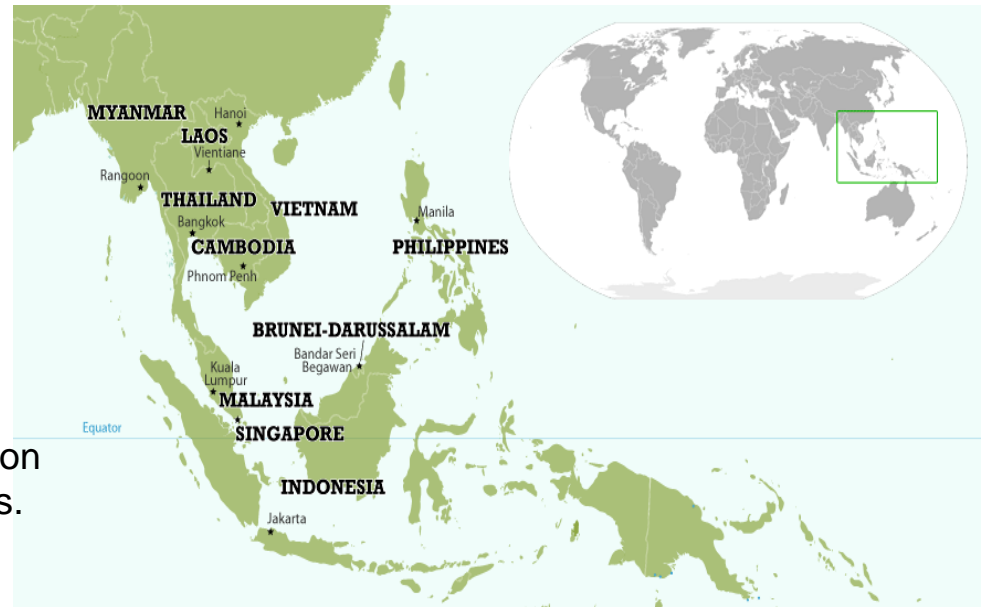 MYANMAR
Hanoi
LAOS
Vientiane
Rangoon
THAILAND
VIETNAM
Bangkok
Manila
CAMBODIA
PHILIPPINES
Phnom Penh
BRUNEI-DARUSSALAM
Bandar Seri
Begawan
Kuala
Lumpur
MALAYSIA
Equator
SINGAPORE
on
s.
INDONESIA
Jakarta